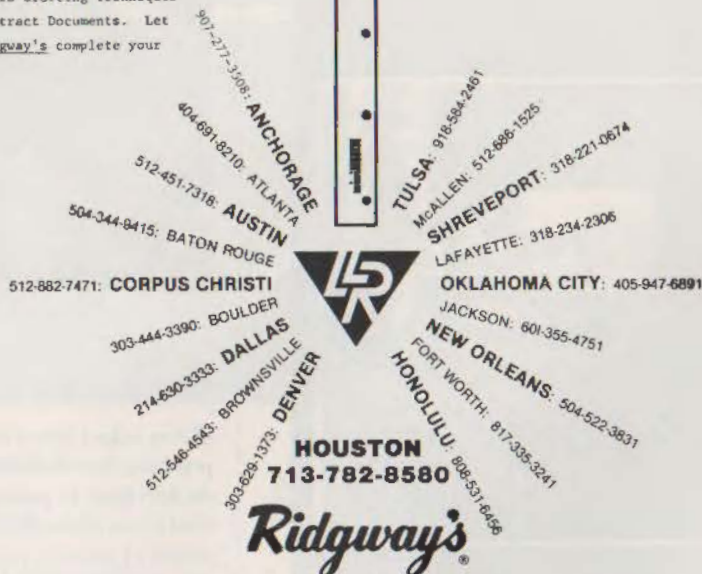 tract Documents. Let
gway's complete your
907-277-3508: ANCHORAGE
404-691-8210: ATLANTA
512-451-7318: AUSTIN
504-344-9415: BATON ROUGE
512-882-7471: CORPUS CHRISTI
303-444-3390: BOULDER
214-630-3333: DALLAS
512-546-4543: BROWNSVILLE
303-629-1373: DENVER
TULSA: 918-584-2461
McALLEN: 512-686-1525
SHREVEPORT: 318-221-0674
LAFAYETTE: 318-234-2306
OKLAHOMA CITY: 405-947-6891
JACKSON: 601-355-4751
NEW ORLEANS: 504-522-3831
FORT WORTH: 817-335-3241
HONOLULU: 808-531-6456
LR
HOUSTON
713-782-8580
Ridgway's®